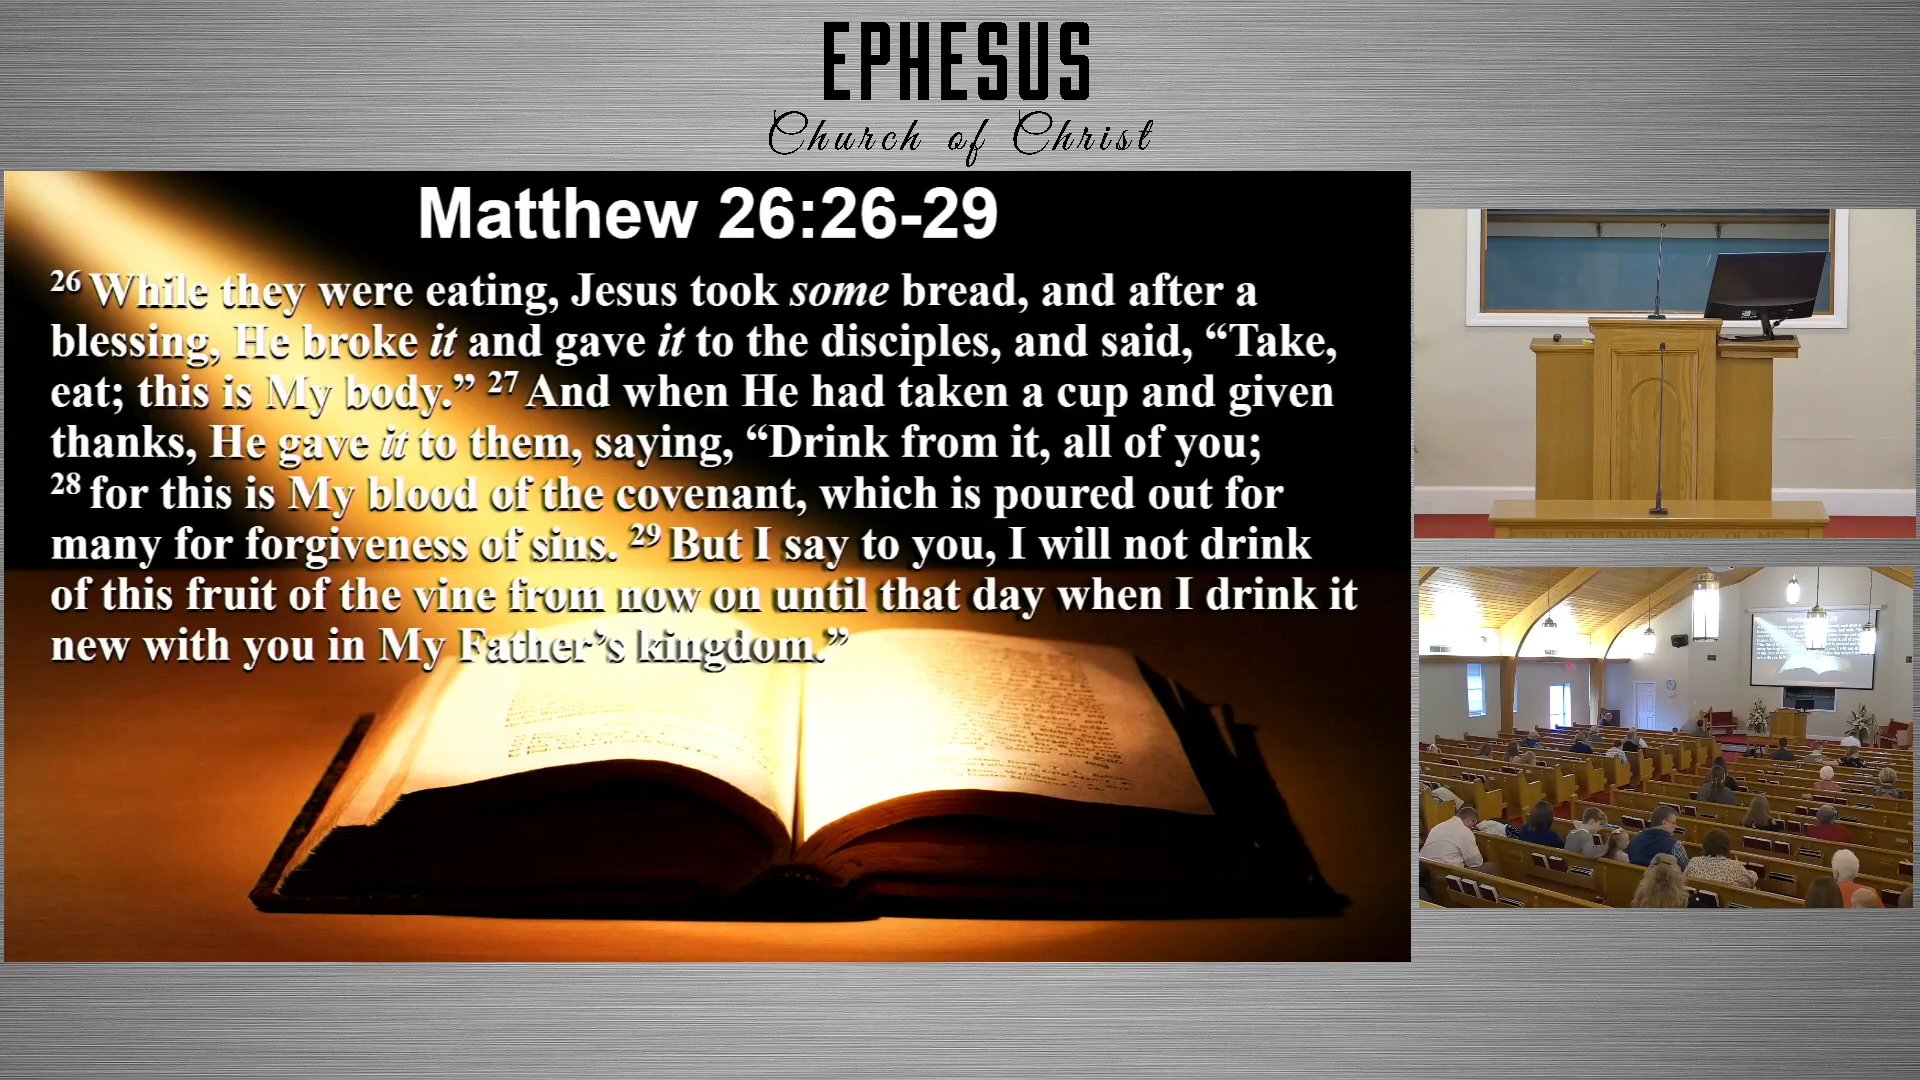 EPHESUS
Church of Christ
Matthew 26:26-29
26 While they were eating, Jesus took some bread, and after a
blessing, He broke it and gave it to the disciples, and said, “Take,
eat; this is My body.” 27 And when He had taken a cup and given
thanks, He gave it to them, saying, “Drink from it, all of you;
28 for this is My blood of the covenant, which is poured out for
many for forgiveness of sins. 29 But I say to you, I will not drink
of this fruit of the vine from now on until that day when I drink it
new with you in My Father’s kingdom.”
IN REMEMBRANCE OF ME